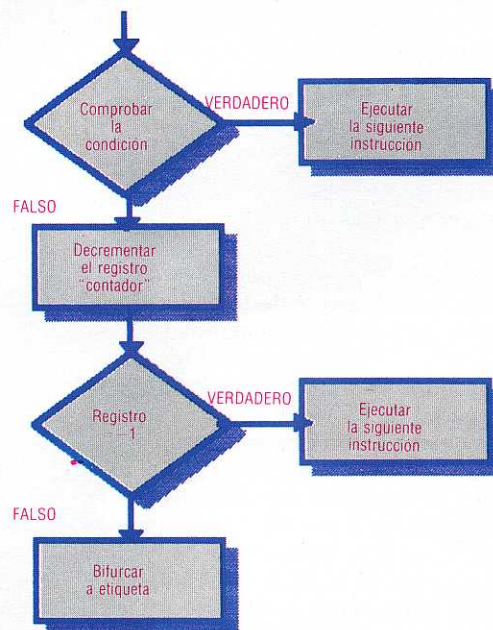 Comprobar
la
condición
VERDADERO
Ejecutar
la siguiente
instrucción
FALSO
Decrementar
el registro
"contador"
Registro
--1
VERDADERO
Ejecutar
la siguiente
instrucción
FALSO
Bifurcar
a etiqueta